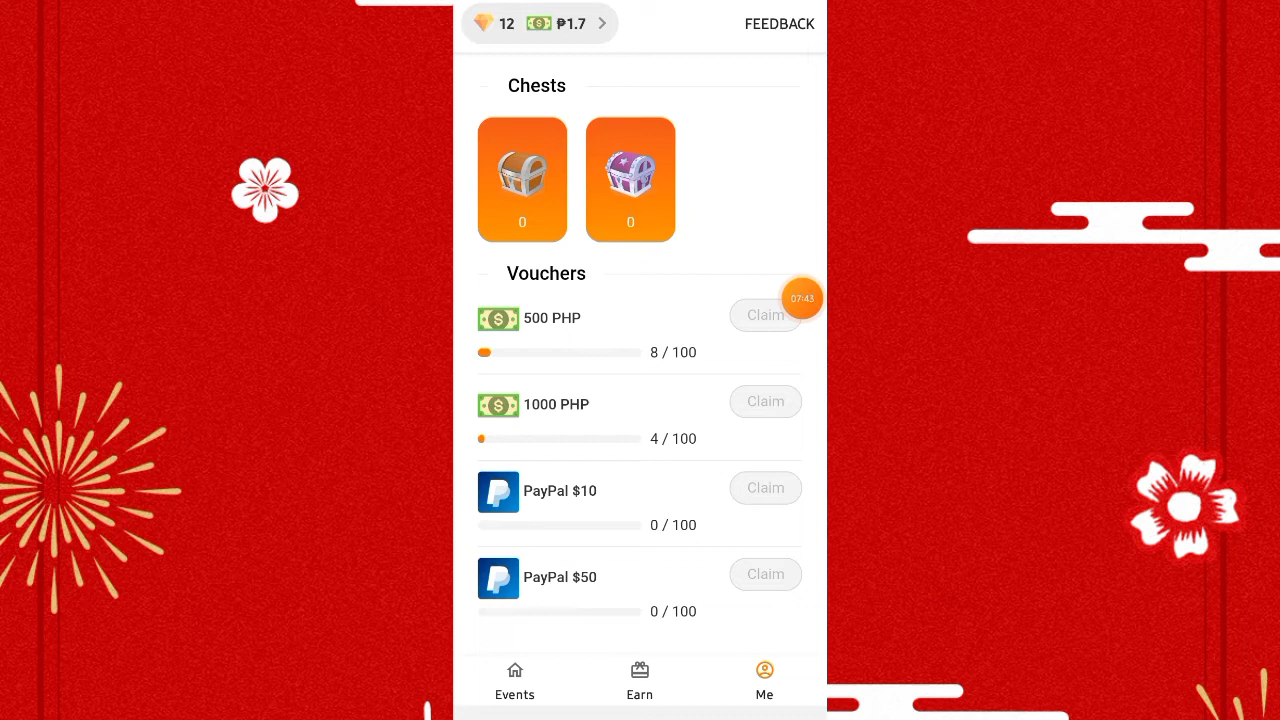 12 ₱1.7 FEEDBACK
Chests
0 0
Vouchers
500 PHP Claim 07:43
8 / 100
1000 PHP Claim
4 / 100
PayPal $10 Claim
0 / 100
PayPal $50 Claim
0 / 100
Events Earn Me